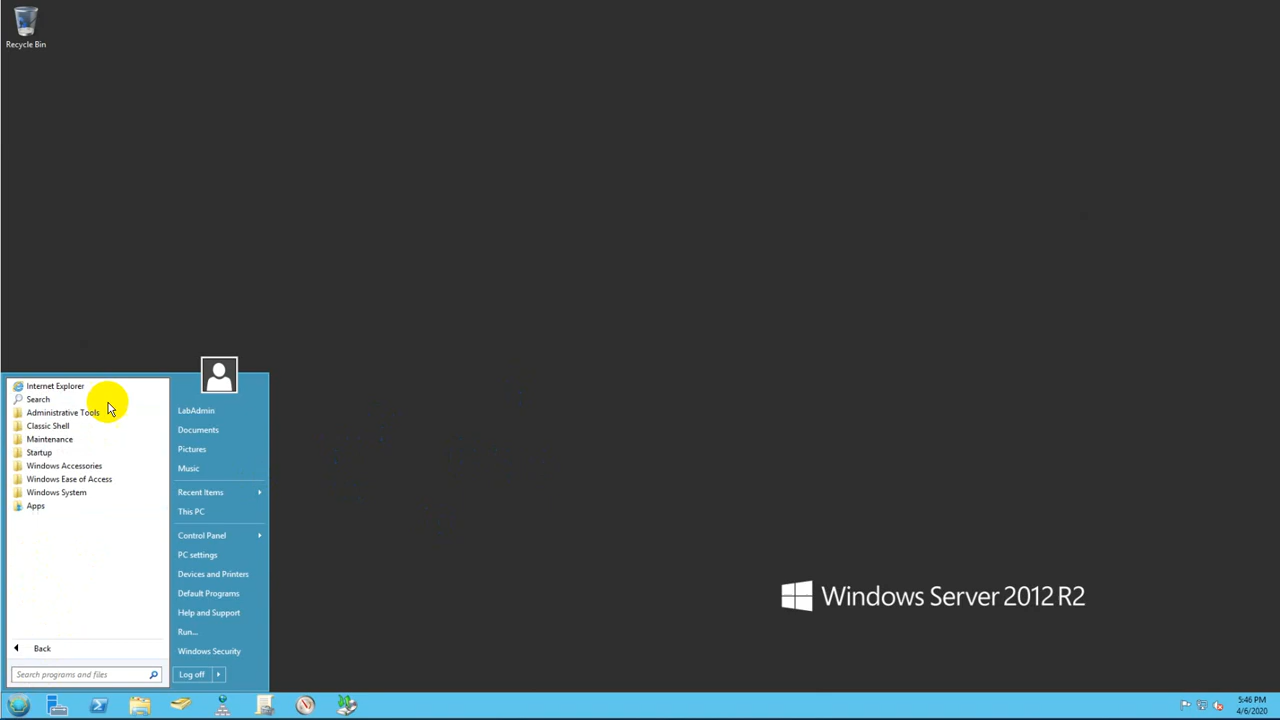 Recycle Bin
Internet Explorer
Search
Administrative Tools
Classic Shell
Maintenance
Startup
Windows Accessories
Windows Ease of Access
Windows System
Apps
Back
Search programs and files
LabAdmin
Documents
Pictures
Music
Recent Items
This PC
Control Panel
PC settings
Devices and Printers
Default Programs
Help and Support
Run...
Windows Security
Log off
Windows Server 2012 R2
5:46 PM
4/6/2020